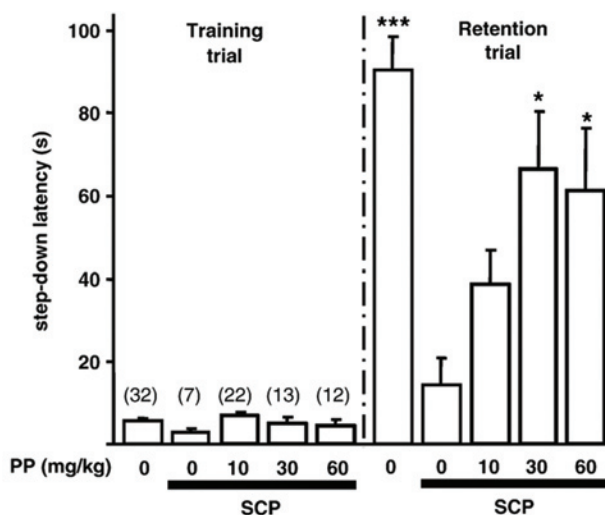 Training trial
Retention trial
***
*
*
step-down latency (s)
100
80
60
40
20
(32) (7) (22) (13) (12)
PP (mg/kg) 0 0 10 30 60 0 0 10 30 60
SCP SCP